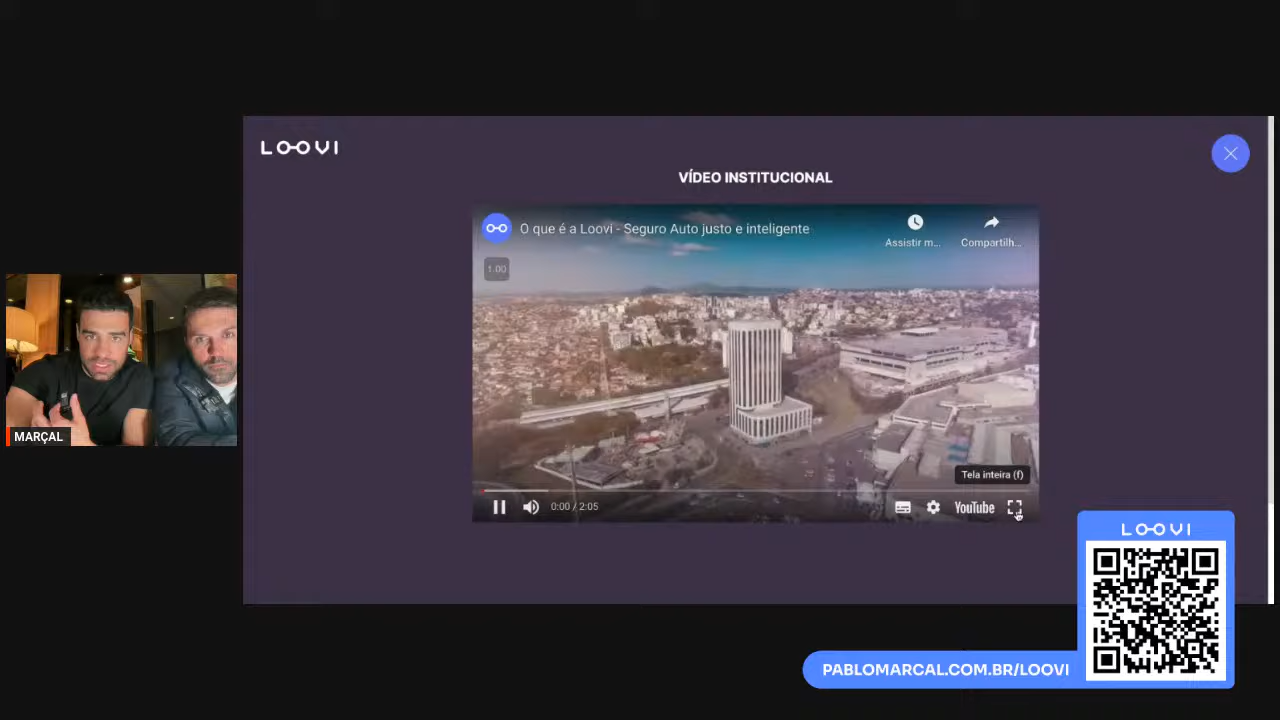 LOOVI
VÍDEO INSTITUCIONAL
O que é a Loovi - Seguro Auto justo e inteligente
Assistir m...
Compartilh...
1.00
MARÇAL
Tela inteira (f)
0:00 / 2:05
YouTube
LOOVI
PABLOMARCAL.COM.BR/LOOVI